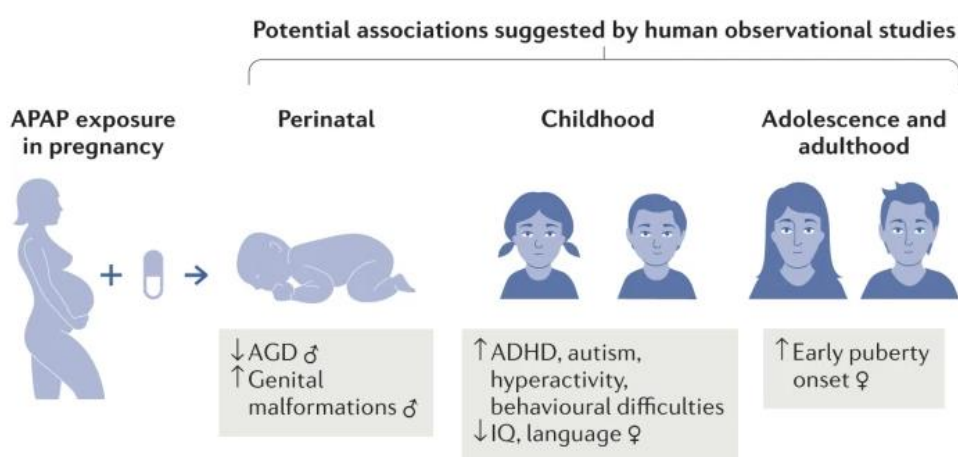 Potential associations suggested by human observational studies
APAP exposure
in pregnancy
Perinatal
Childhood
Adolescence and
adulthood
+
→
↓AGD ♂
↑Genital
malformations ♂
↑ADHD, autism,
hyperactivity,
behavioural difficulties
↓IQ, language ♀
↑Early puberty
onset ♀